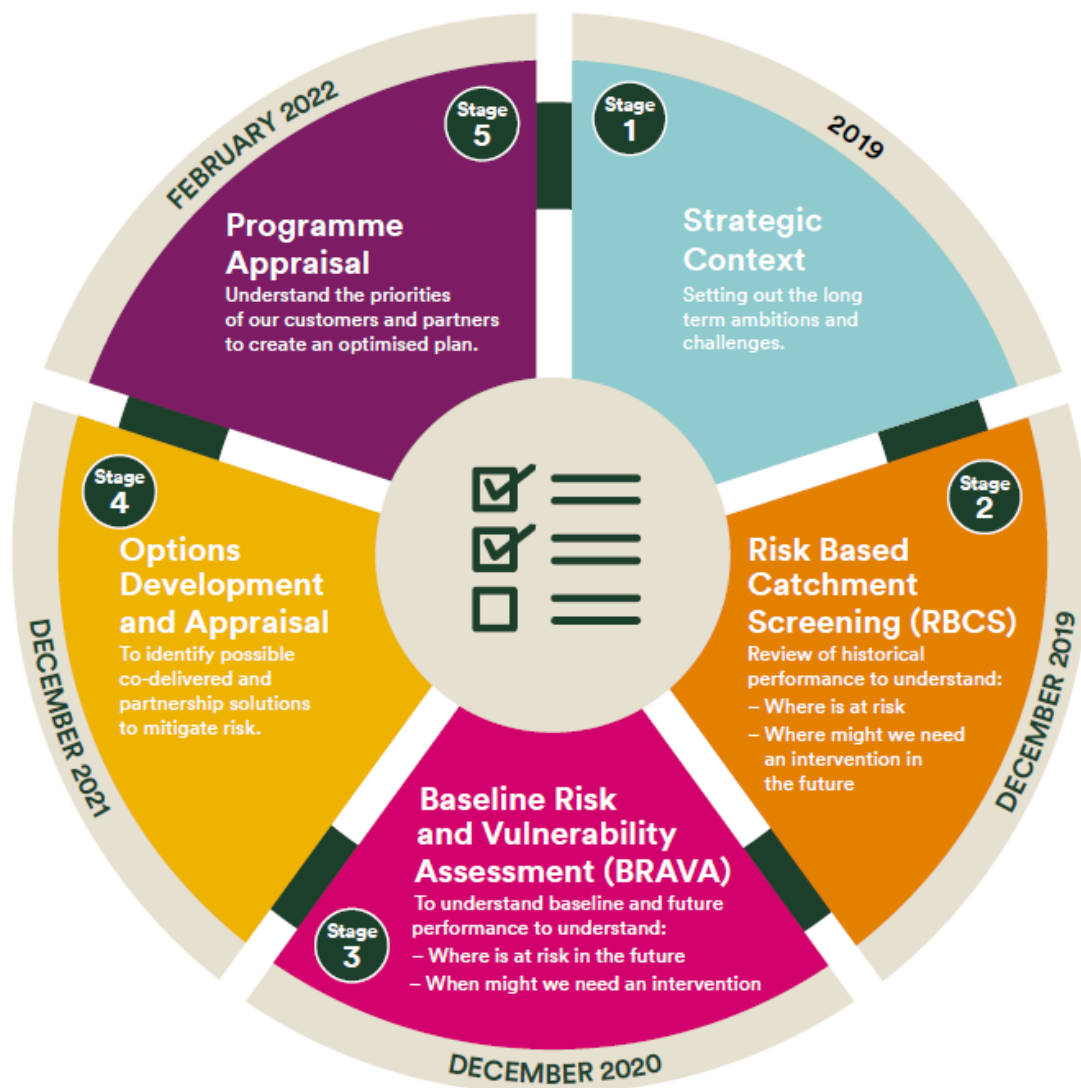 Stage
1
2019
Strategic
Context
Setting out the long
term ambitions and
challenges.
Stage
2
Risk Based
Catchment
Screening (RBCS)
Review of historical
performance to understand:
– Where is at risk
– Where might we need
an intervention in
the future
DECEMBER 2019
Baseline Risk
and Vulnerability
Assessment (BRAVA)
To understand baseline and future
performance to understand:
– Where is at risk in the future
– When might we need an intervention
Stage
3
DECEMBER 2020
Stage
4
Options
Development
and Appraisal
To identify possible
co-delivered and
partnership solutions
to mitigate risk.
DECEMBER 2021
Stage
5
Programme
Appraisal
Understand the priorities
of our customers and partners
to create an optimised plan.
FEBRUARY 2022